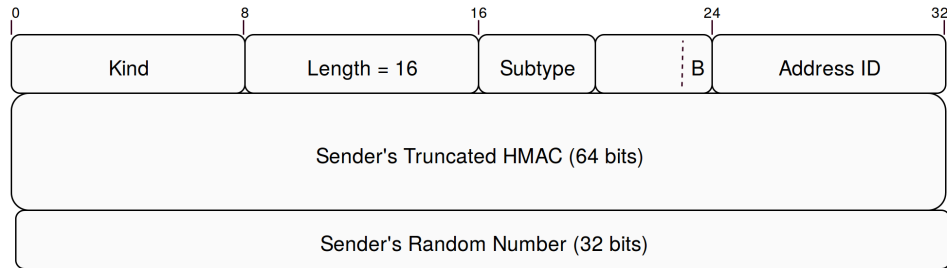 0 8 16 24 32
Kind Length = 16 Subtype B Address ID
Sender's Truncated HMAC (64 bits)
Sender's Random Number (32 bits)